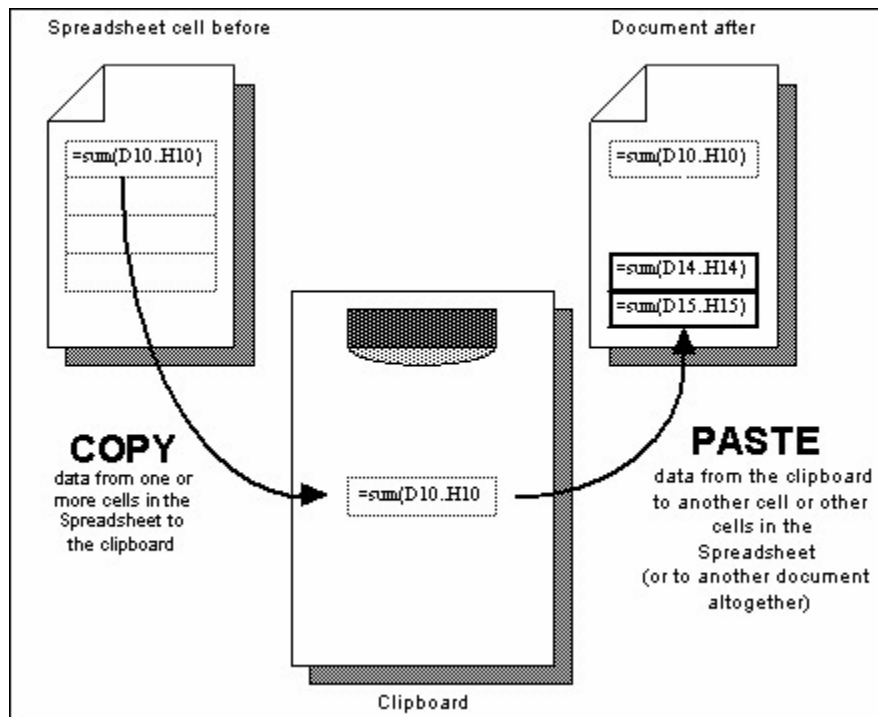 Spreadsheet cell before
Document after
=sum(D10..H10)
=sum(D10..H10)
=sum(D14..H14)
=sum(D15..H15)
COPY
data from one or
more cells in the
Spreadsheet to
the clipboard
=sum(D10..H10
PASTE
data from the clipboard
to another cell or other
cells in the
Spreadsheet
(or to another document
altogether)
Clipboard